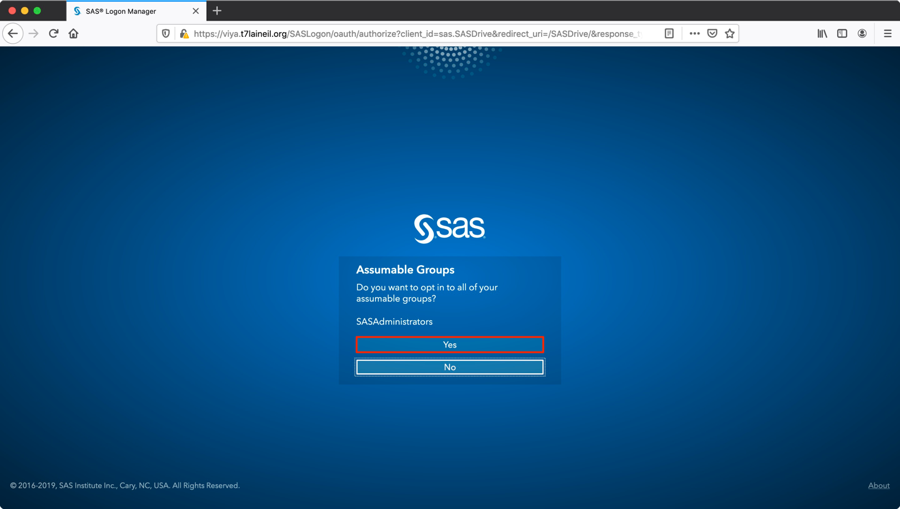 SAS® Logon Manager
https://viya.t7laineil.org/SASLogon/oauth/authorize?client_id=sas.SASDrive&redirect_uri=/SASDrive/&response_t
sas
Assumable Groups
Do you want to opt in to all of your
assumable groups?
SASAdministrators
Yes
No
© 2016-2019, SAS Institute Inc., Cary, NC, USA. All Rights Reserved.
About